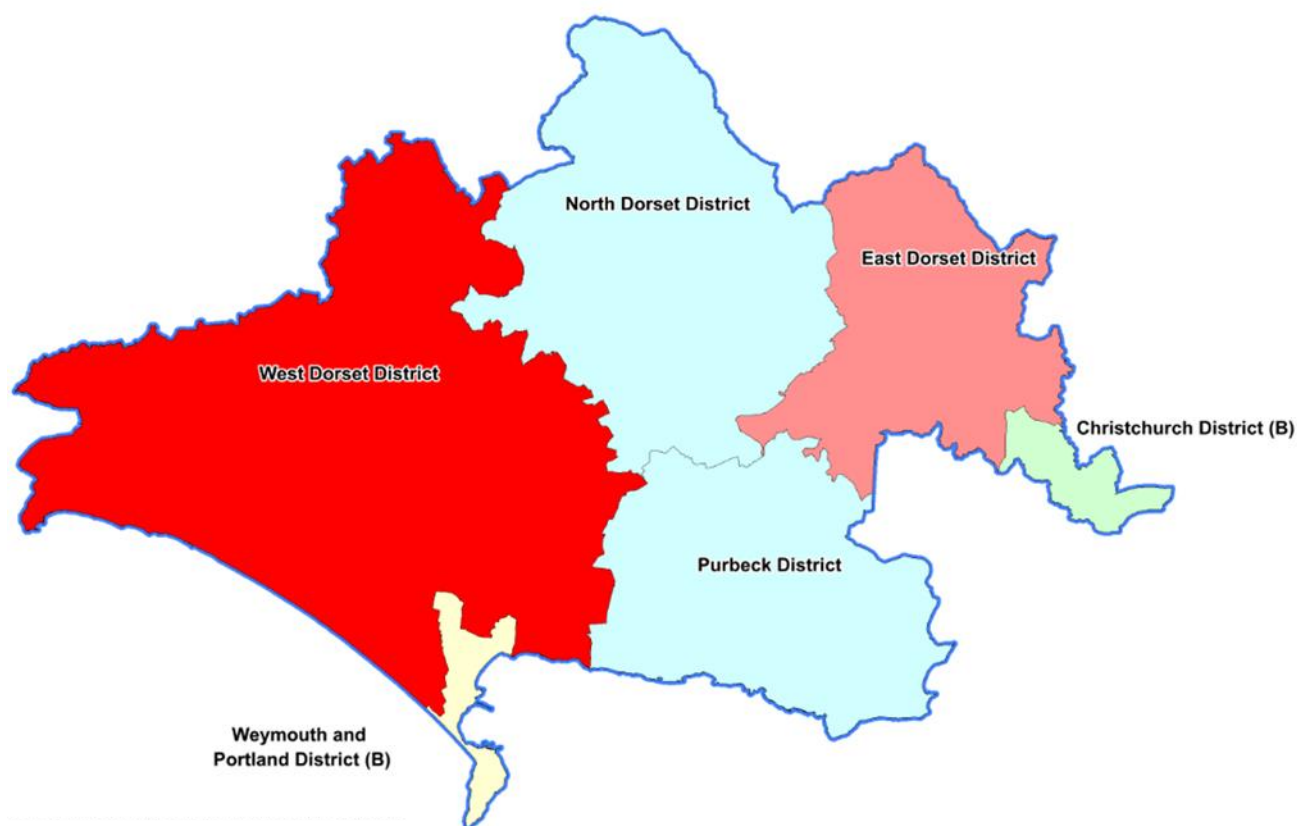 North Dorset District
East Dorset District
West Dorset District
Christchurch District (B)
Purbeck District
Weymouth and
Portland District (B)